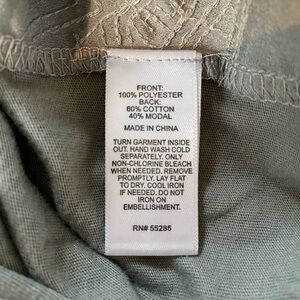 FRONT:
100% POLYESTER
BACK:
60% COTTON
40% MODAL
MADE IN CHINA
TURN GARMENT INSIDE
OUT. HAND WASH COLD
SEPARATELY. ONLY
NON-CHLORINE BLEACH
WHEN NEEDED. REMOVE
PROMPTLY. LAY FLAT
TO DRY. COOL IRON
IF NEEDED. DO NOT
IRON ON
EMBELLISHMENT.
RN# 55285